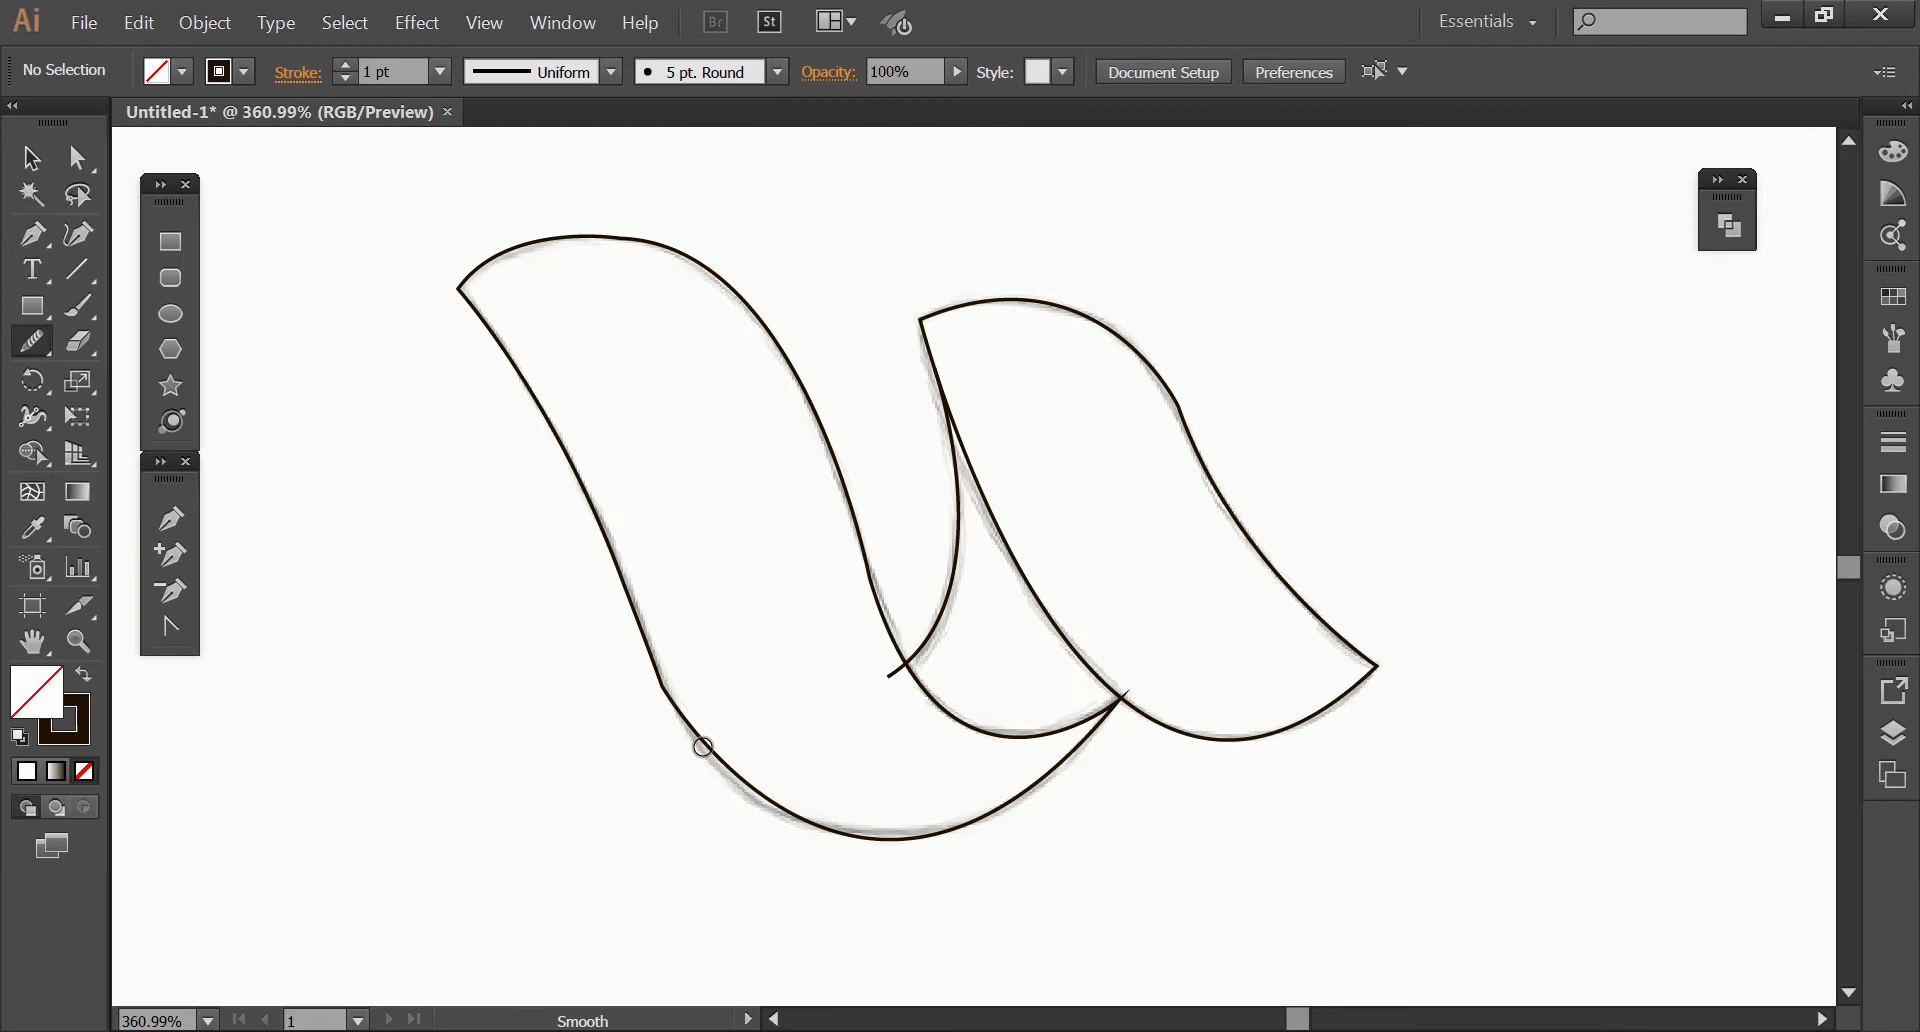 Ai File Edit Object Type Select Effect View Window Help Br St Essentials
No Selection Stroke: 1 pt Uniform 5 pt. Round Opacity: 100% Style: Document Setup Preferences
Untitled-1* @ 360.99% (RGB/Preview) ×
T
360.99% 1 Smooth